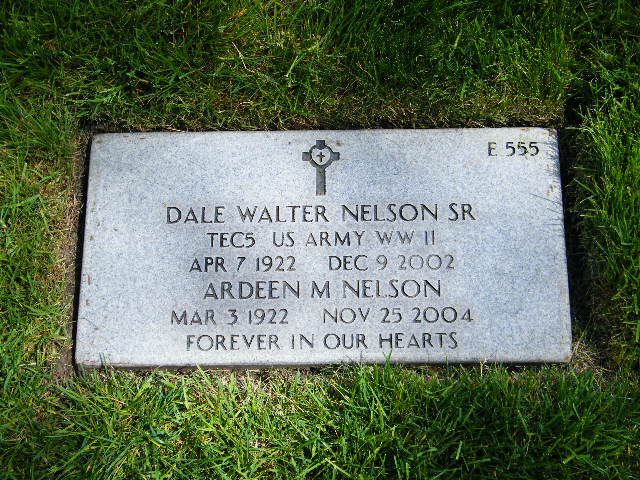 E 555
DALE WALTER NELSON SR
TEC5 US ARMY WW II
APR 7 1922 DEC 9 2002
ARDEEN M NELSON
MAR 3 1922 NOV 25 2004
FOREVER IN OUR HEARTS